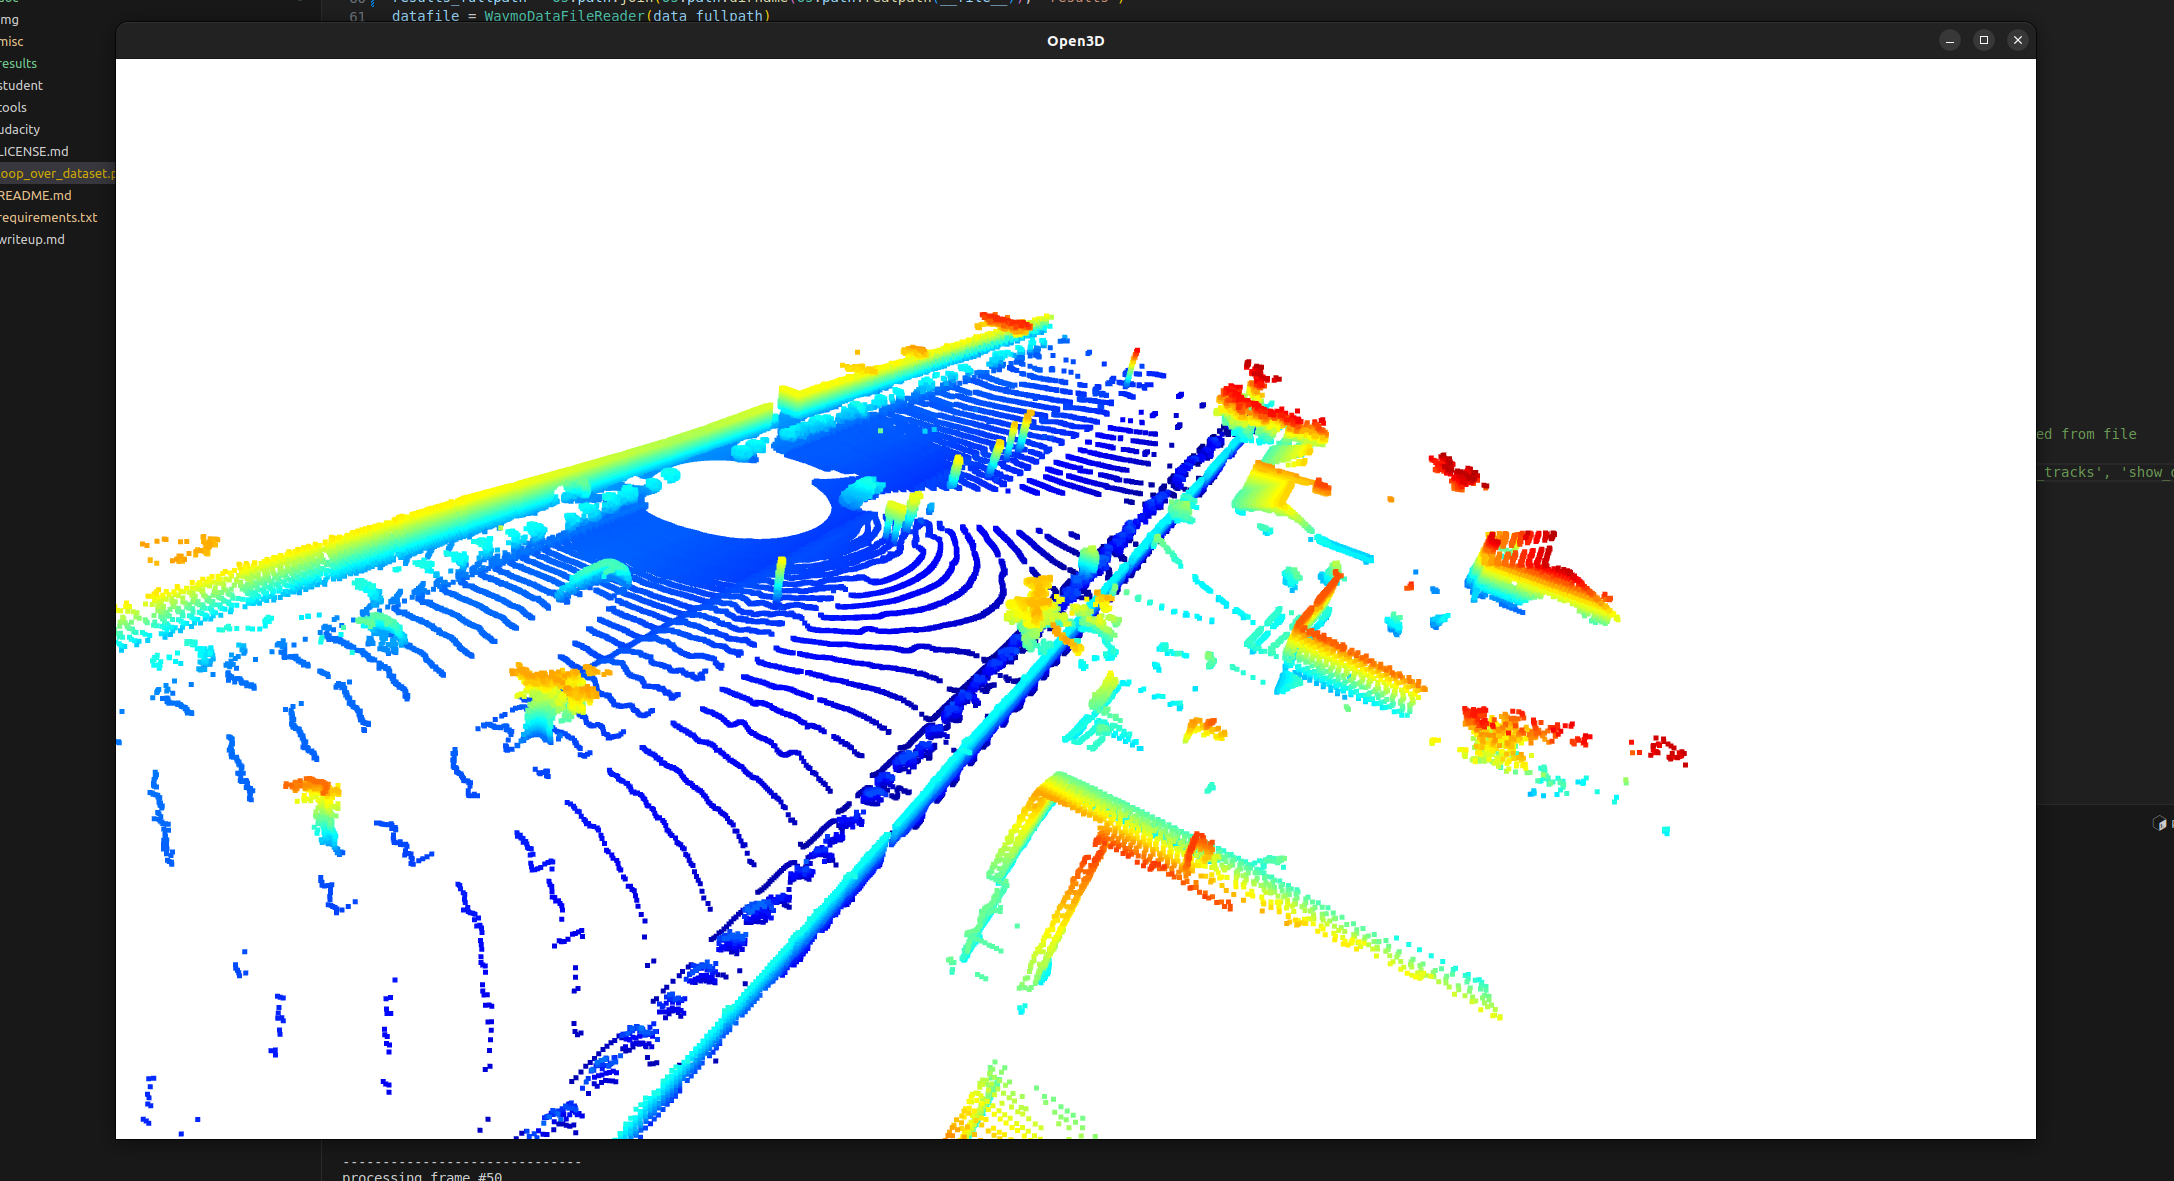 Open3D
61 datafile = WaymoDataFileReader(data_fullpath)
img
misc
results
student
tools
udacity
LICENSE.md
loop_over_dataset.p
README.md
requirements.txt
writeup.md
ed from file
_tracks', 'show_
-----------------------------
processing frame #50